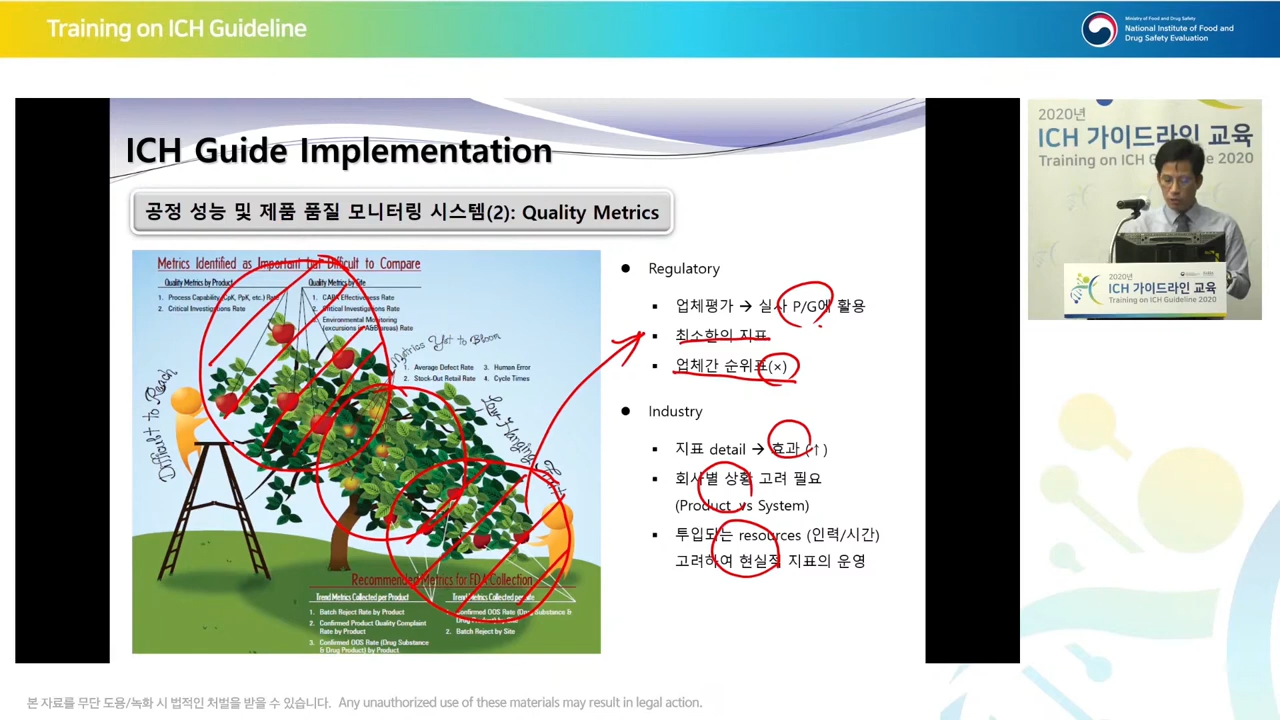 Training on ICH Guideline
Ministry of Food and Drug Safety
National Institute of Food and
Drug Safety Evaluation
ICH Guide Implementation
공정 성능 및 제품 품질 모니터링 시스템(2): Quality Metrics
Metrics Identified as Important but Difficult to Compare
Quality Metrics by Product
1. Process Capability (CpK, PpK, etc.) Rate
2. Critical Investigations Rate
Quality Metrics by Site
1. CAPA Effectiveness Rate
2. Critical Investigations Rate
3. Environmental Monitoring
(excursions in A&B areas) Rate
Metrics Yet to Bloom
1. Average Defect Rate
2. Stock-Out Retail Rate
3. Human Error
4. Cycle Times
Difficult to Reach
Low-Hanging
Recommended Metrics for FDA Collection
Trend Metrics Collected per Product
1. Batch Reject Rate by Product
2. Confirmed Product Quality Complaint
Rate by Product
3. Confirmed OOS Rate (Drug Substance
& Drug Product) by Product
Trend Metrics Collected per Site
1. Confirmed OOS Rate (Drug Substance &
Drug Product) by Site
2. Batch Reject by Site
● Regulatory
▪ 업체평가 → 실사 P/G에 활용
▪ 최소한의 지표
▪ 업체간 순위표(×)
● Industry
▪ 지표 detail → 효과 (↑)
▪ 회사별 상황 고려 필요
(Product vs System)
▪ 투입되는 resources (인력/시간)
고려하여 현실적 지표의 운영
2020년
ICH 가이드라인 교육
Training on ICH Guideline 2020
2020년
ICH 가이드라인 교육
Training on ICH Guideline 2020
본 자료를 무단 도용/녹화 시 법적인 처벌을 받을 수 있습니다. Any unauthorized use of these materials may result in legal action.